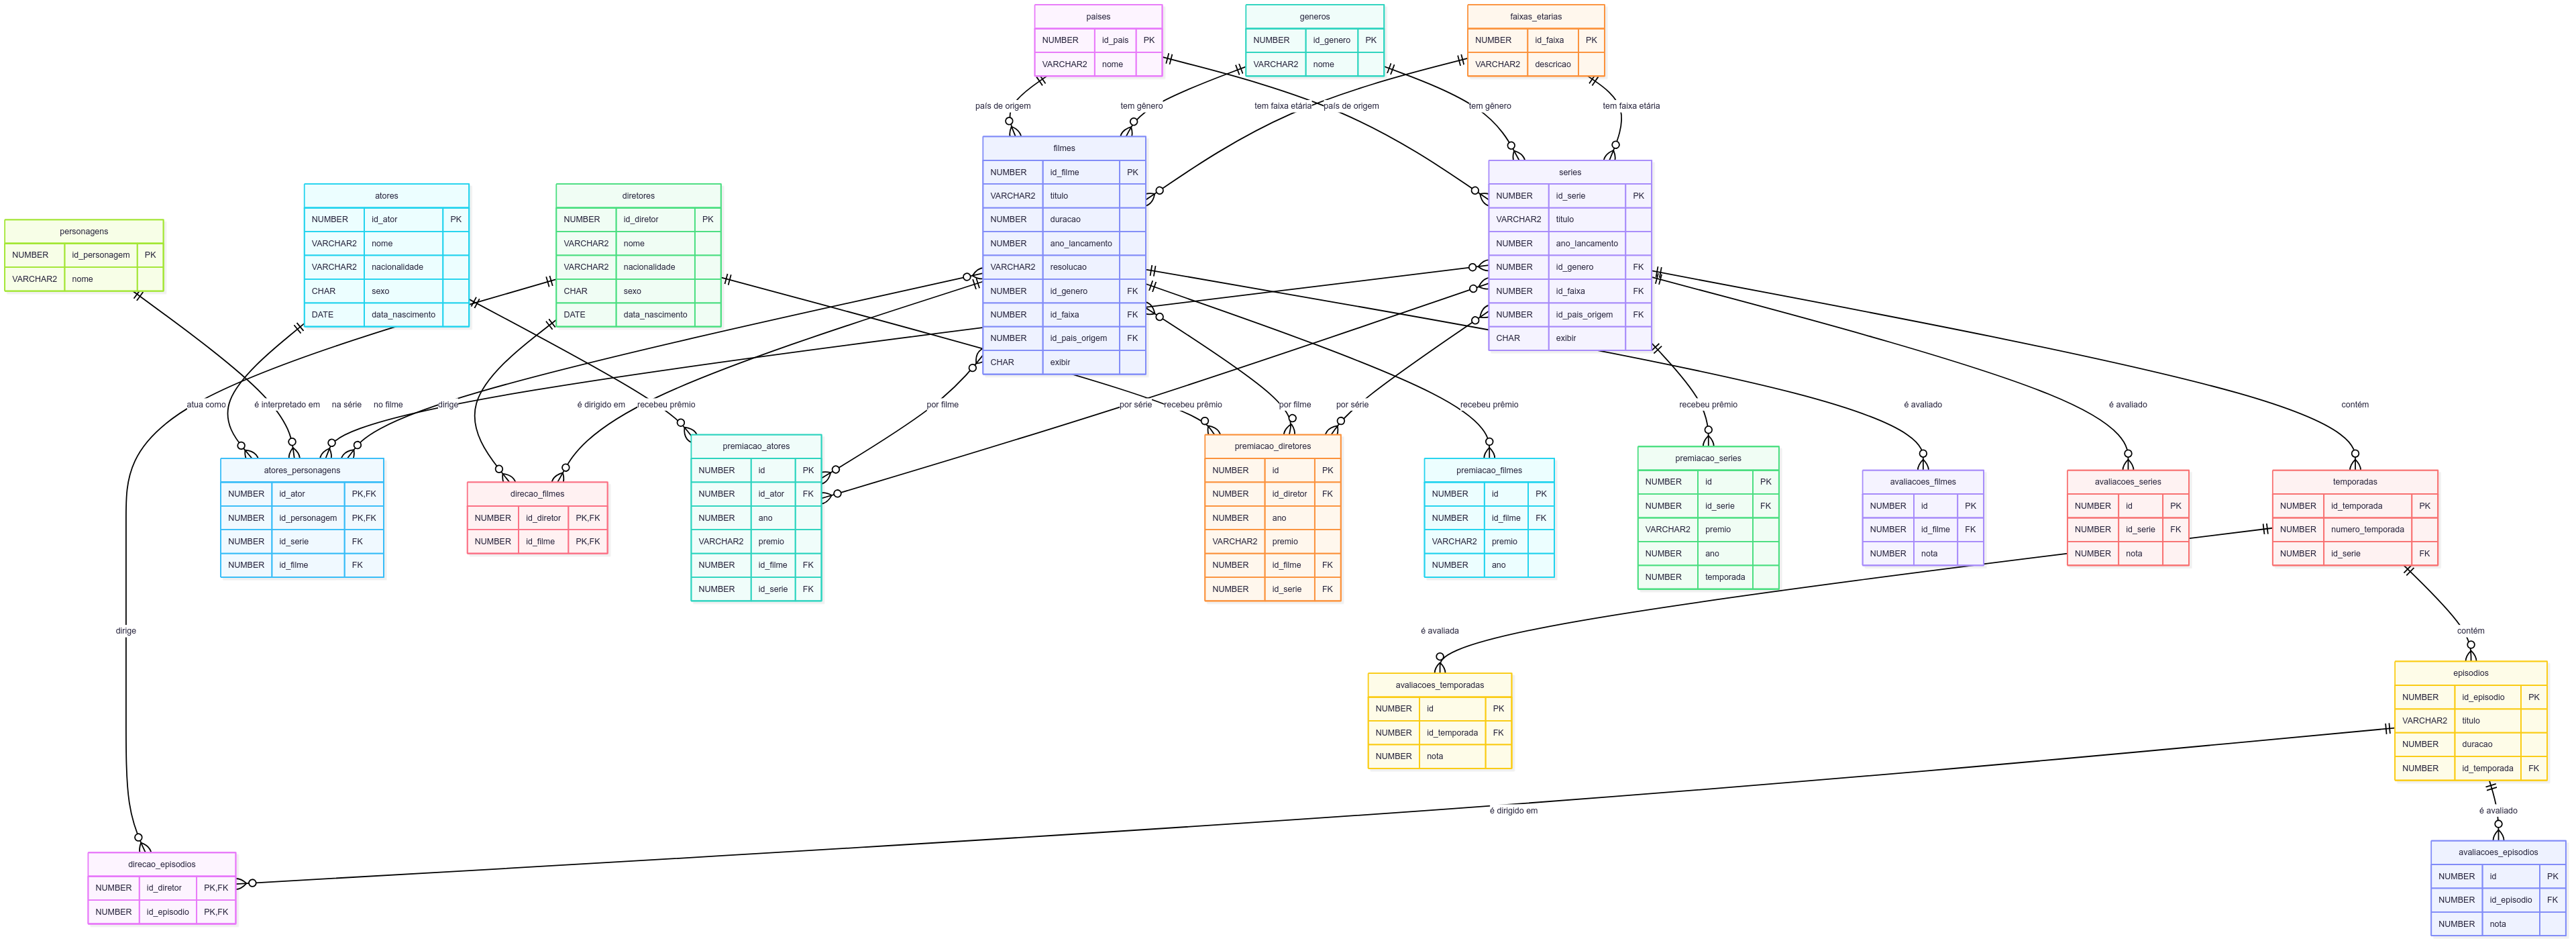 paises
NUMBER id_pais PK
VARCHAR2 nome
generos
NUMBER id_genero PK
VARCHAR2 nome
faixas_etarias
NUMBER id_faixa PK
VARCHAR2 descricao
país de origem
tem gênero
tem faixa etária
país de origem
tem gênero
tem faixa etária
filmes
NUMBER id_filme PK
VARCHAR2 titulo
NUMBER duracao
NUMBER ano_lancamento
VARCHAR2 resolucao
NUMBER id_genero FK
NUMBER id_faixa FK
NUMBER id_pais_origem FK
CHAR exibir
series
NUMBER id_serie PK
VARCHAR2 titulo
NUMBER ano_lancamento
NUMBER id_genero FK
NUMBER id_faixa FK
NUMBER id_pais_origem FK
CHAR exibir
personagens
NUMBER id_personagem PK
VARCHAR2 nome
atores
NUMBER id_ator PK
VARCHAR2 nome
VARCHAR2 nacionalidade
CHAR sexo
DATE data_nascimento
diretores
NUMBER id_diretor PK
VARCHAR2 nome
VARCHAR2 nacionalidade
CHAR sexo
DATE data_nascimento
atua como
é interpretado em
na série
no filme
dirige
é dirigido em
recebeu prêmio
por filme
por série
recebeu prêmio
por filme
por série
recebeu prêmio
recebeu prêmio
é avaliado
é avaliado
contém
atores_personagens
NUMBER id_ator PK,FK
NUMBER id_personagem PK,FK
NUMBER id_serie FK
NUMBER id_filme FK
direcao_filmes
NUMBER id_diretor PK,FK
NUMBER id_filme PK,FK
premiacao_atores
NUMBER id PK
NUMBER id_ator FK
NUMBER ano
VARCHAR2 premio
NUMBER id_filme FK
NUMBER id_serie FK
premiacao_diretores
NUMBER id PK
NUMBER id_diretor FK
NUMBER ano
VARCHAR2 premio
NUMBER id_filme FK
NUMBER id_serie FK
premiacao_filmes
NUMBER id PK
NUMBER id_filme FK
VARCHAR2 premio
NUMBER ano
premiacao_series
NUMBER id PK
NUMBER id_serie FK
VARCHAR2 premio
NUMBER ano
NUMBER temporada
avaliacoes_filmes
NUMBER id PK
NUMBER id_filme FK
NUMBER nota
avaliacoes_series
NUMBER id PK
NUMBER id_serie FK
NUMBER nota
temporadas
NUMBER id_temporada PK
NUMBER numero_temporada
NUMBER id_serie FK
dirige
é avaliada
contém
avaliacoes_temporadas
NUMBER id PK
NUMBER id_temporada FK
NUMBER nota
episodios
NUMBER id_episodio PK
VARCHAR2 titulo
NUMBER duracao
NUMBER id_temporada FK
é dirigido em
é avaliado
direcao_episodios
NUMBER id_diretor PK,FK
NUMBER id_episodio PK,FK
avaliacoes_episodios
NUMBER id PK
NUMBER id_episodio FK
NUMBER nota